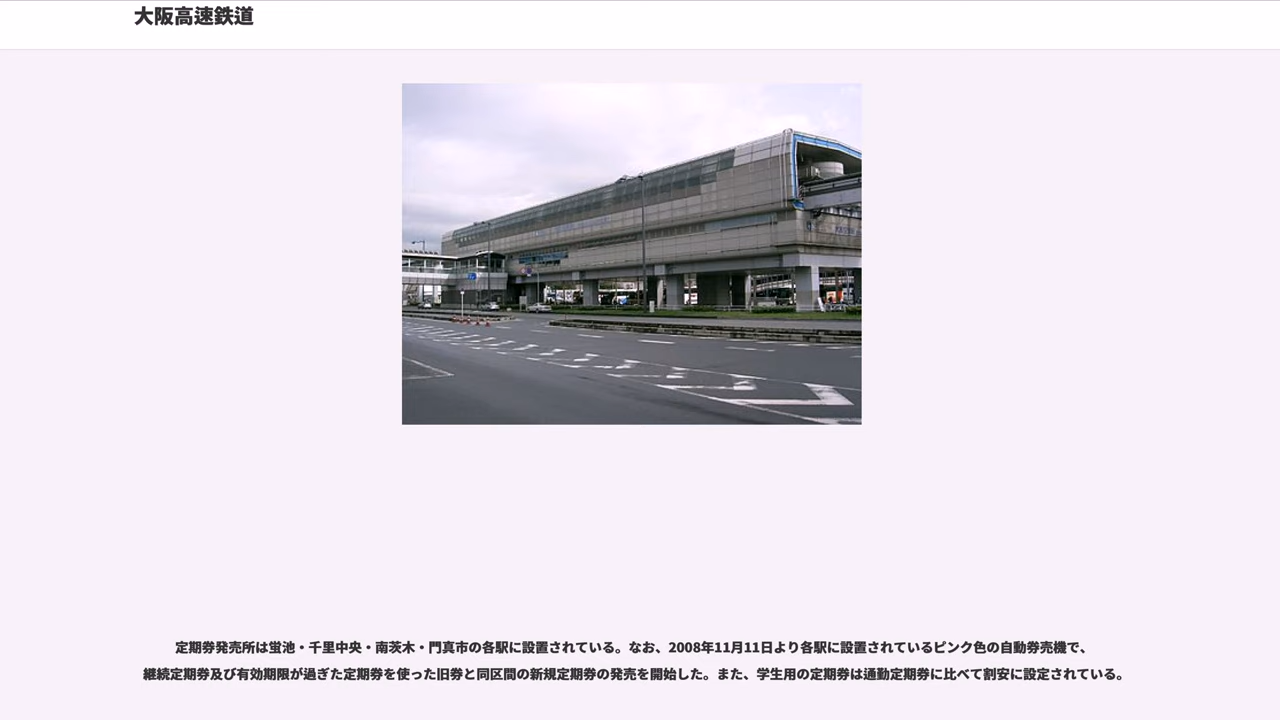 大阪高速鉄道
定期券発売所は蛍池・千里中央・南茨木・門真市の各駅に設置されている。なお、2008年11月11日より各駅に設置されているピンク色の自動券売機で、
継続定期券及び有効期限が過ぎた定期券を使った旧券と同区間の新規定期券の発売を開始した。また、学生用の定期券は通勤定期券に比べて割安に設定されている。